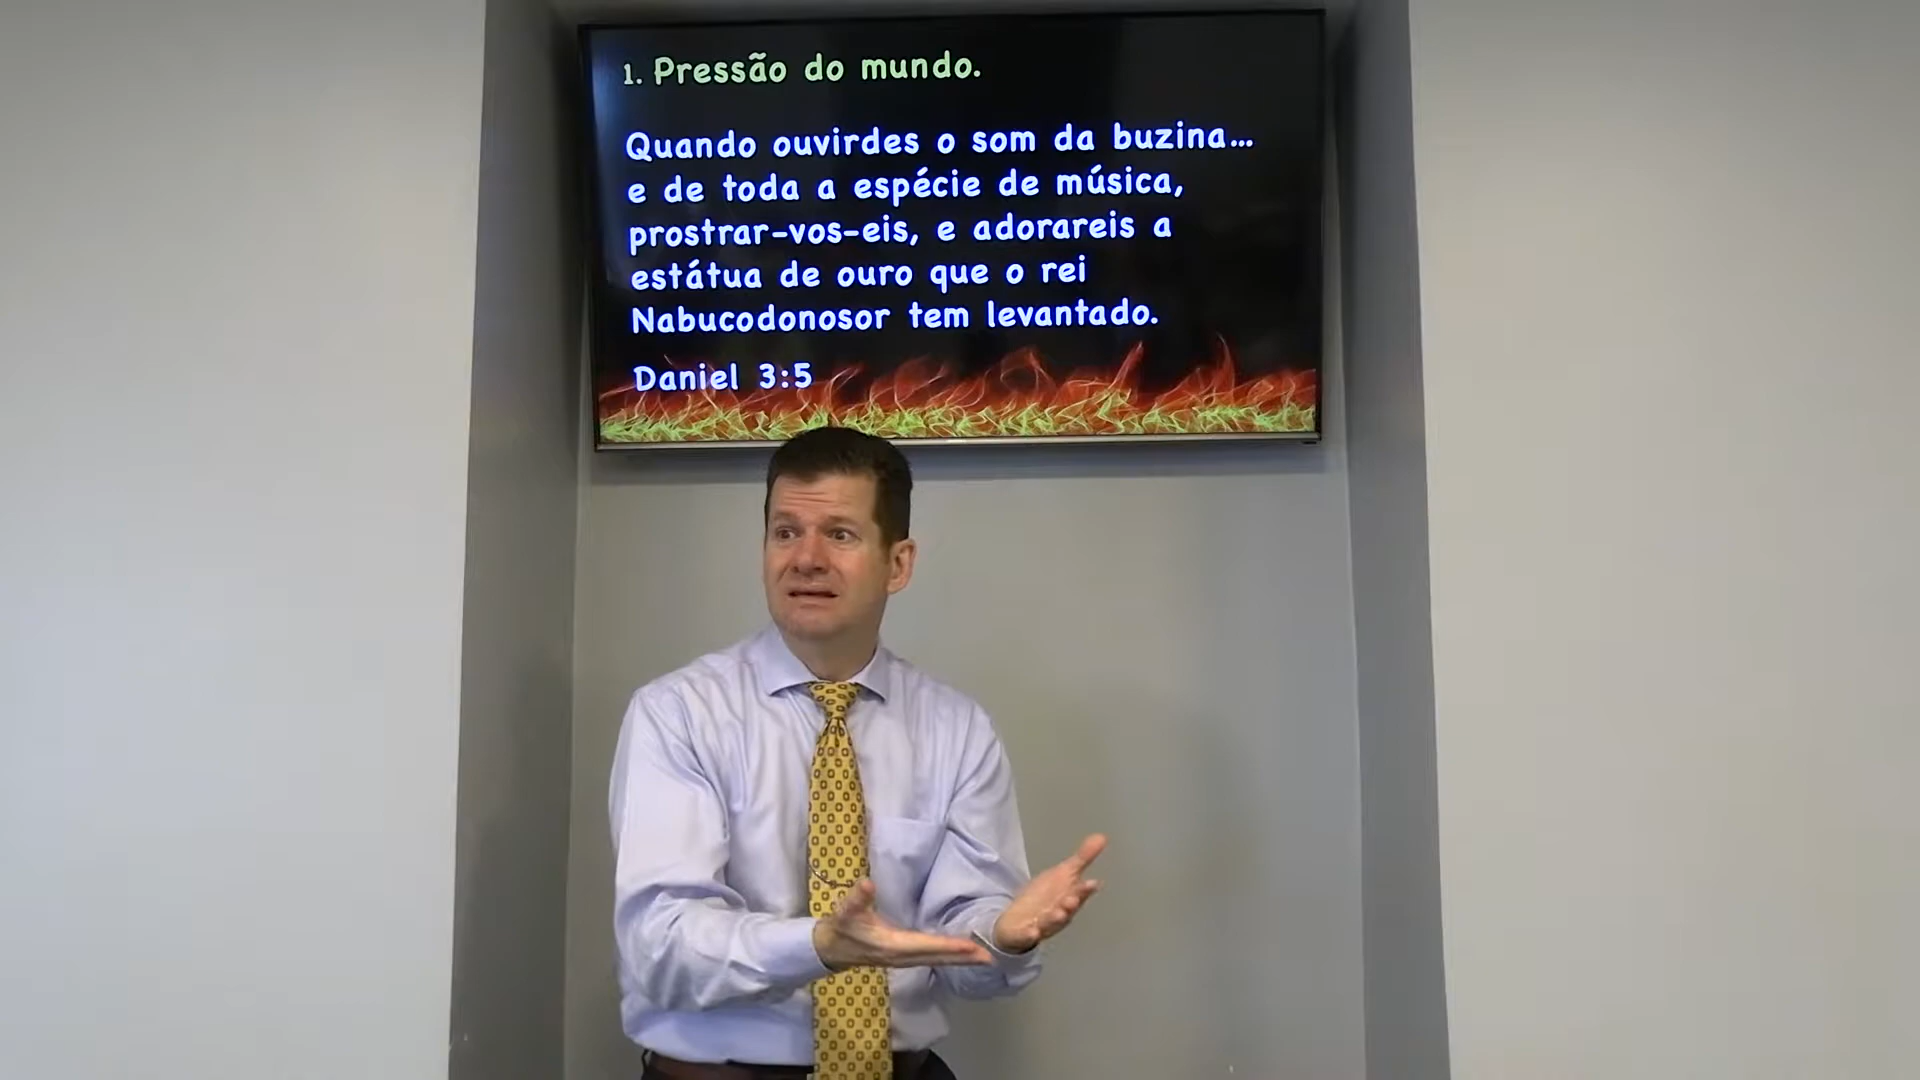 1. Pressão do mundo.
Quando ouvirdes o som da buzina...
e de toda a espécie de música,
prostrar-vos-eis, e adorareis a
estátua de ouro que o rei
Nabucodonosor tem levantado.
Daniel 3:5